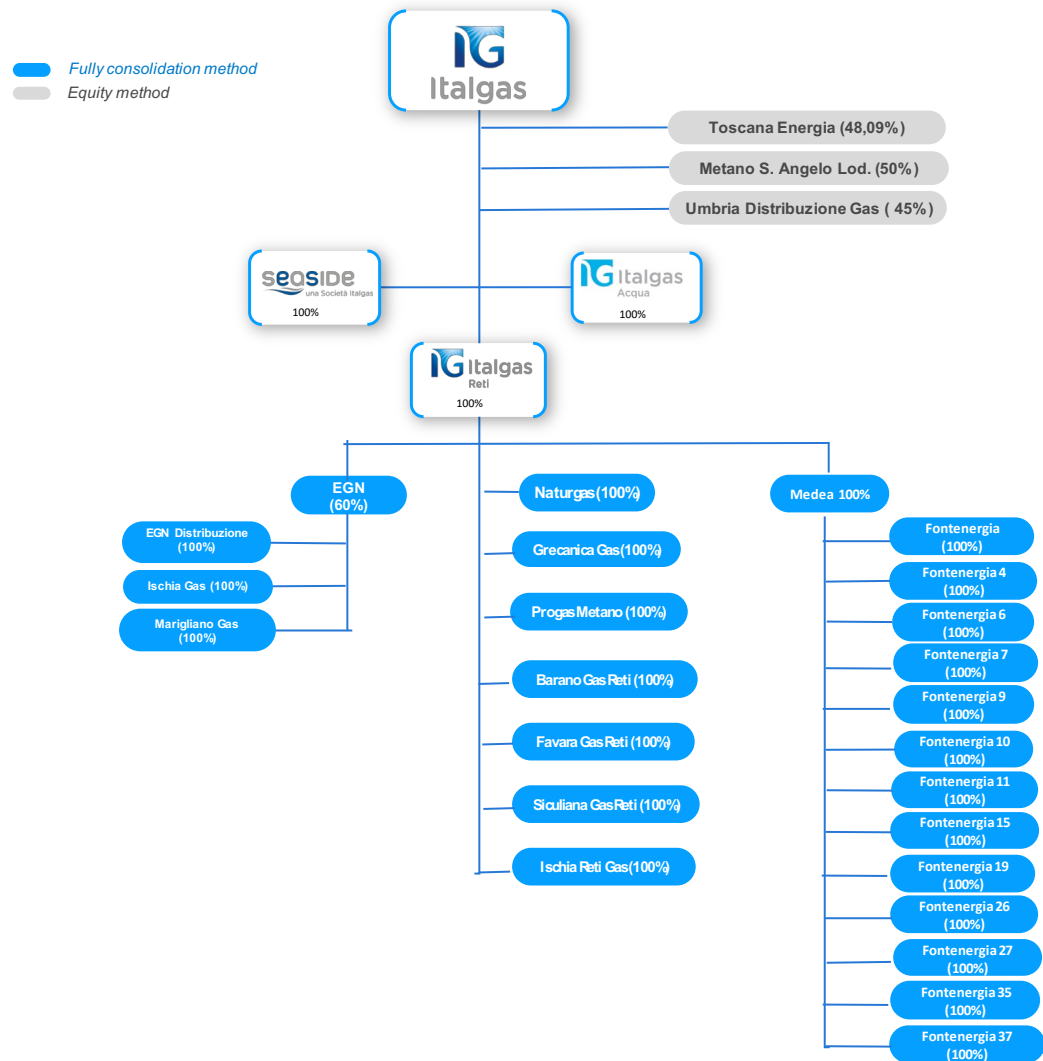 IG
Italgas
Fully consolidation method
Equity method
Toscana Energia (48,09%)
Metano S. Angelo Lod. (50%)
Umbria Distribuzione Gas ( 45%)
seaside
una Società Italgas
100%
IG Italgas
Acqua
100%
IG Italgas
Reti
100%
EGN
(60%)
EGN Distribuzione
(100%)
Ischia Gas (100%)
Marigliano Gas
(100%)
Naturgas(100%)
Grecanica Gas(100%)
Progas Metano (100%)
Barano Gas Reti (100%)
Favara Gas Reti (100%)
Siculiana Gas Reti (100%)
Ischia Reti Gas(100%)
Medea 100%
Fontenergia
(100%)
Fontenergia 4
(100%)
Fontenergia 6
(100%)
Fontenergia 7
(100%)
Fontenergia 9
(100%)
Fontenergia 10
(100%)
Fontenergia 11
(100%)
Fontenergia 15
(100%)
Fontenergia 19
(100%)
Fontenergia 26
(100%)
Fontenergia 27
(100%)
Fontenergia 35
(100%)
Fontenergia 37
(100%)